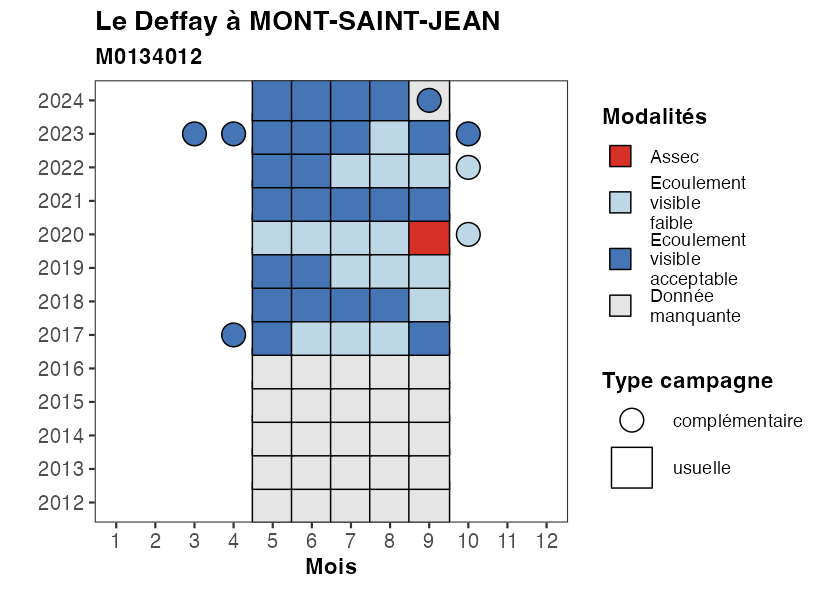 Le Deffay à MONT-SAINT-JEAN
M0134012
2024
2023
2022
2021
2020
2019
2018
2017
2016
2015
2014
2013
2012
1 2 3 4 5 6 7 8 9 10 11 12
Mois
Modalités
Assec
Ecoulement
visible
faible
Ecoulement
visible
acceptable
Donnée
manquante
Type campagne
complémentaire
usuelle